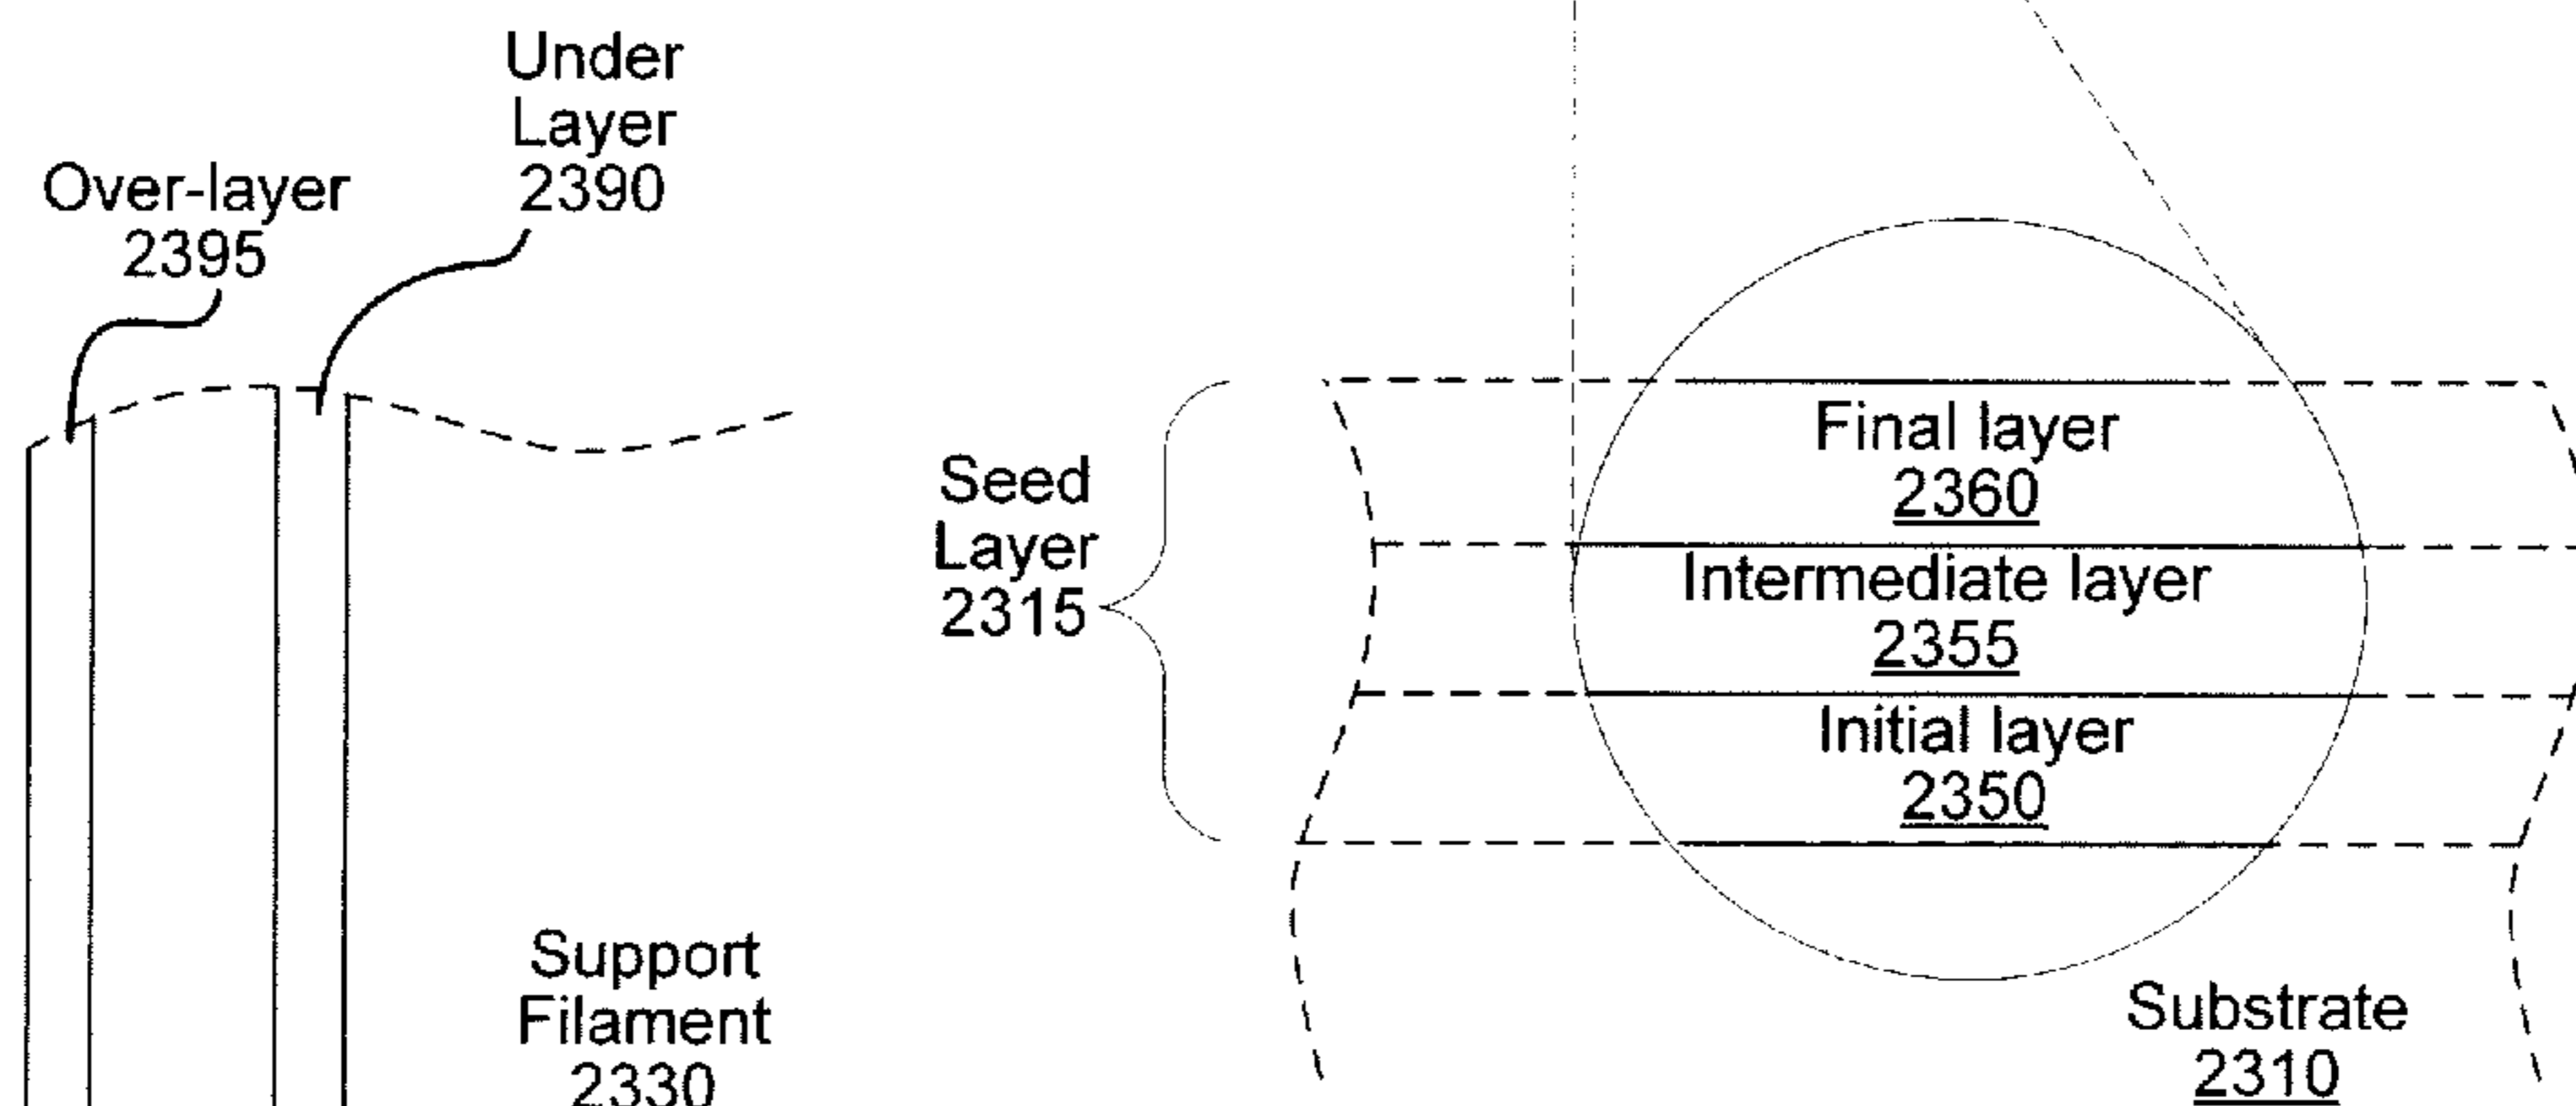 Under
Layer
2390
Over-layer
2395
Seed
Layer
2315
Final layer
2360
Intermediate layer
2355
Initial layer
2350
Support
Filament
2330
Substrate
2310